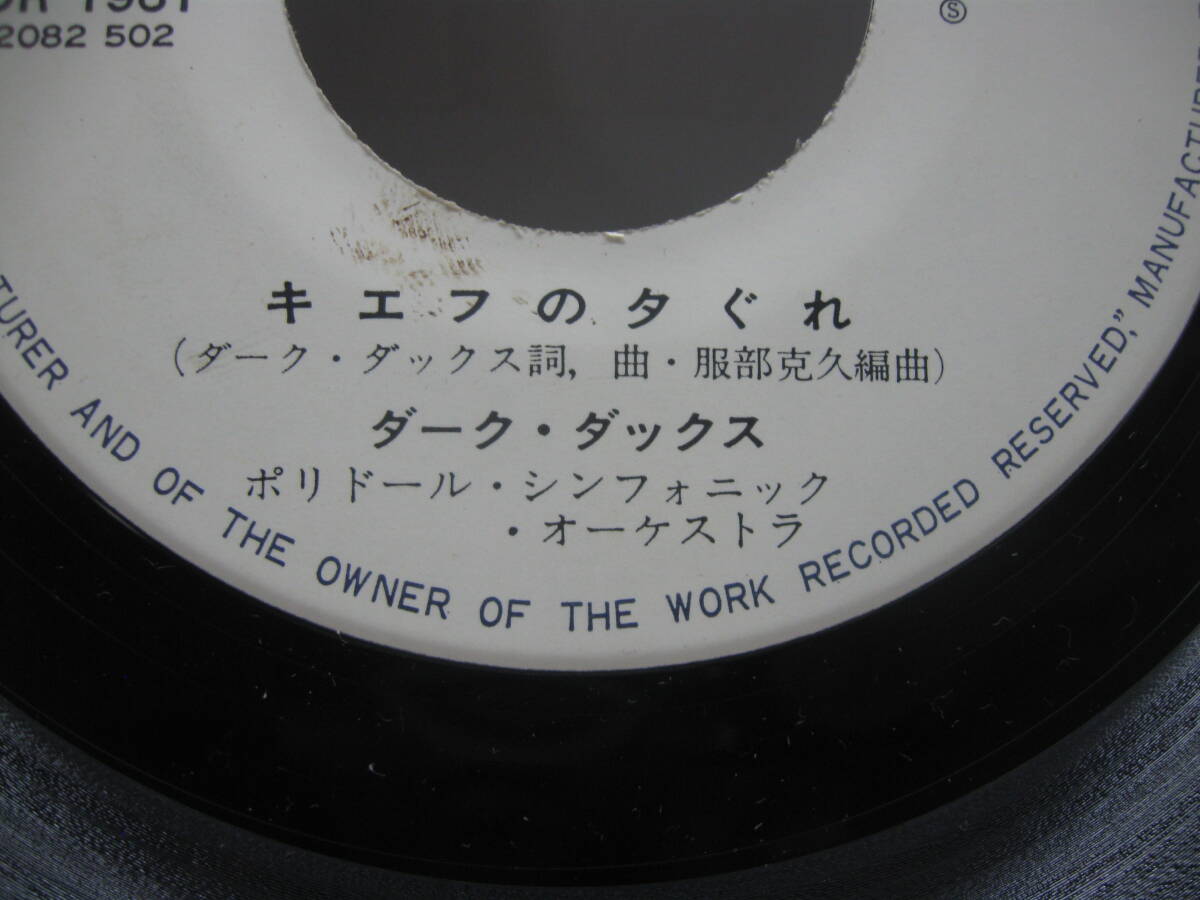 2082 502
Ⓢ
キエフの夕ぐれ
(ダーク・ダックス詞, 曲・服部克久編曲)
ダーク・ダックス
ポリドール・シンフォニック
・オーケストラ
TURER AND OF THE OWNER OF THE WORK RECORDED RESERVED," MANUFACTURE